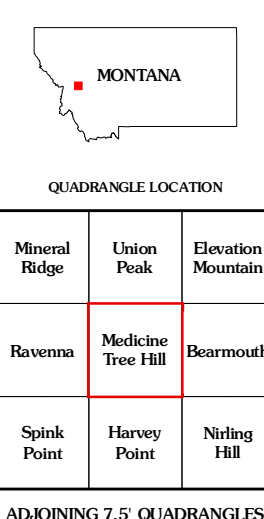 MONTANA
QUADRANGLE LOCATION
Mineral Ridge
Union Peak
Elevation Mountain
Ravenna
Medicine Tree Hill
Bearmouth
Spink Point
Harvey Point
Nirling Hill
ADJOINING 7.5' QUADRANGLES